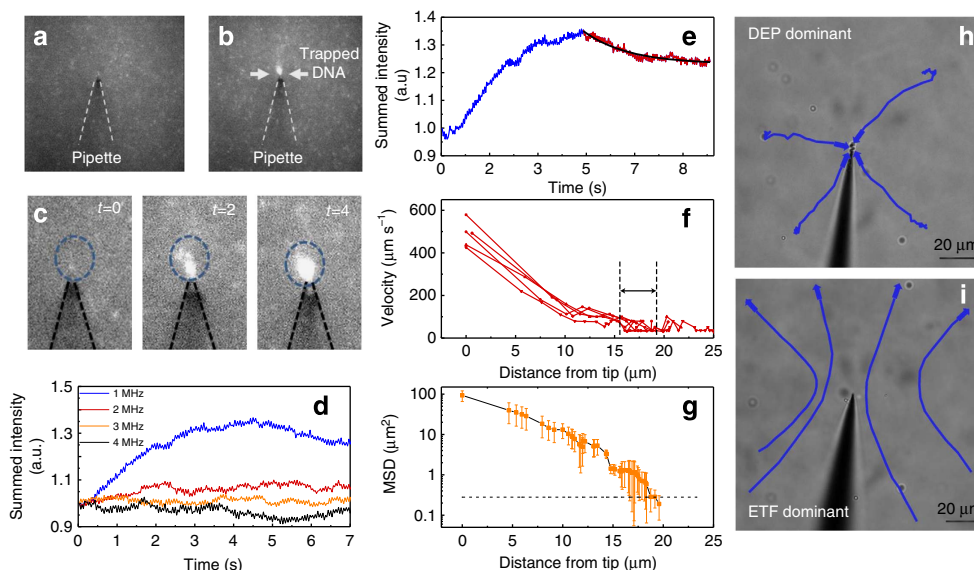 a
Pipette
b
Trapped
DNA
Pipette
c
t=0
t=2
t=4
d
Summed intensity
(a.u.)
1.5
1.3
1.1
0.9
1 MHz
2 MHz
3 MHz
4 MHz
0 1 2 3 4 5 6 7
Time (s)
e
Summed intensity
(a.u)
1.4
1.3
1.2
1.1
1.0
0.9
0 2 3 5 6 8
Time (s)
f
Velocity (μm s⁻¹)
600
400
200
0
0 5 10 15 20 25
Distance from tip (μm)
g
MSD (μm²)
100
10
1
0.1
0 5 10 15 20 25
Distance from tip (μm)
DEP dominant
h
20 μm
i
ETF dominant
20 μm